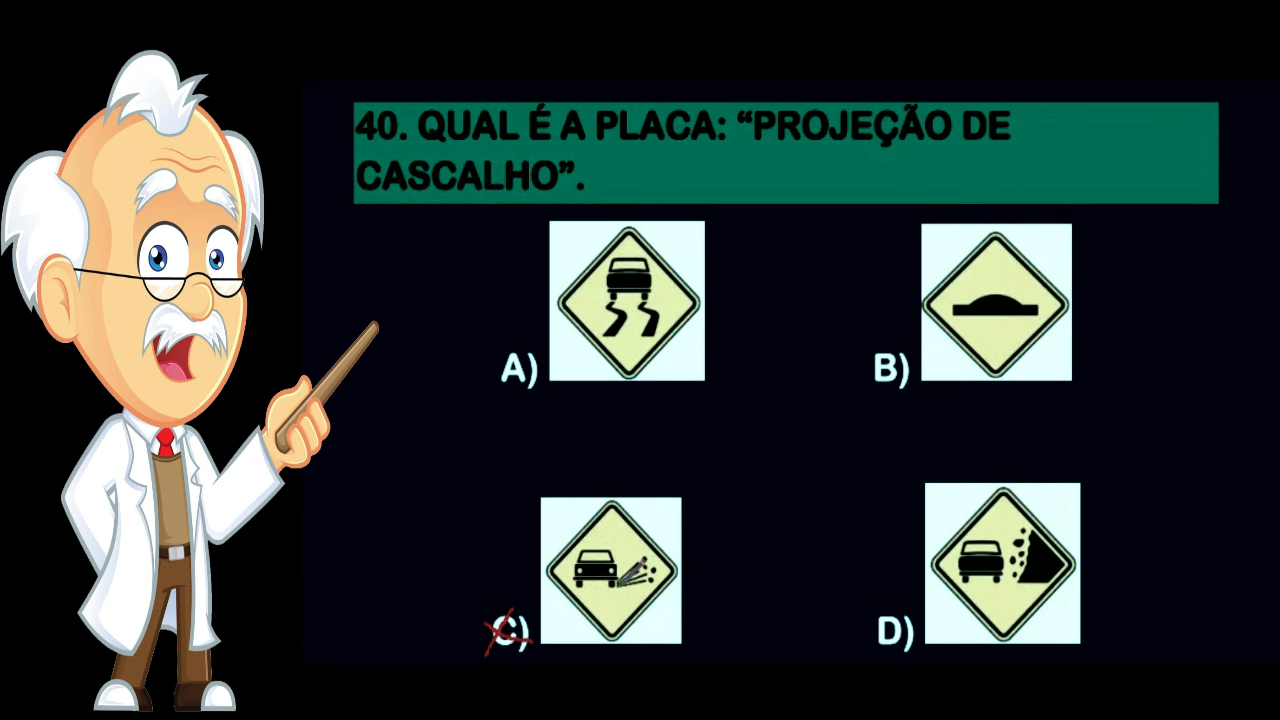 40. QUAL É A PLACA: “PROJEÇÃO DE
CASCALHO”.
A)
B)
C)
D)